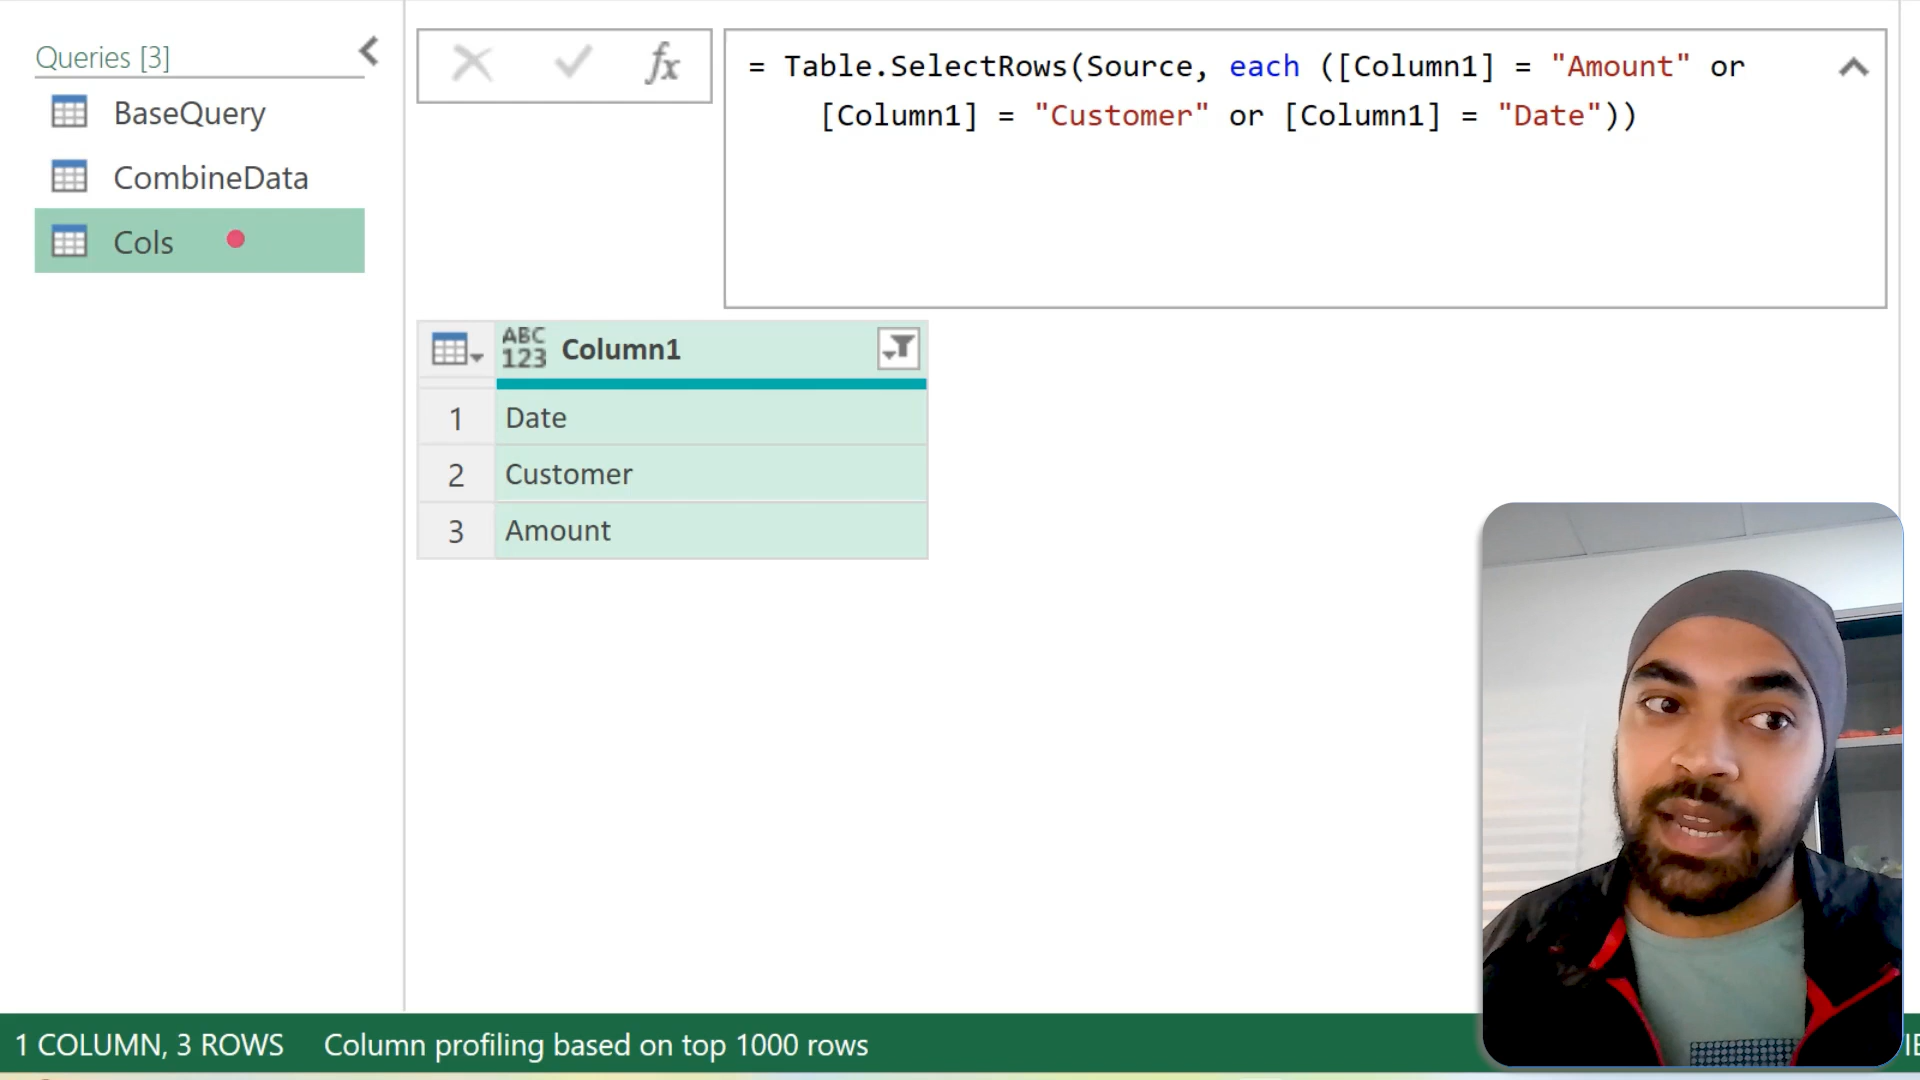 Queries [3]
BaseQuery
CombineData
Cols
fx
= Table.SelectRows(Source, each ([Column1] = "Amount" or
[Column1] = "Customer" or [Column1] = "Date"))
ABC
123
Column1
1
Date
2
Customer
3
Amount
1 COLUMN, 3 ROWS
Column profiling based on top 1000 rows